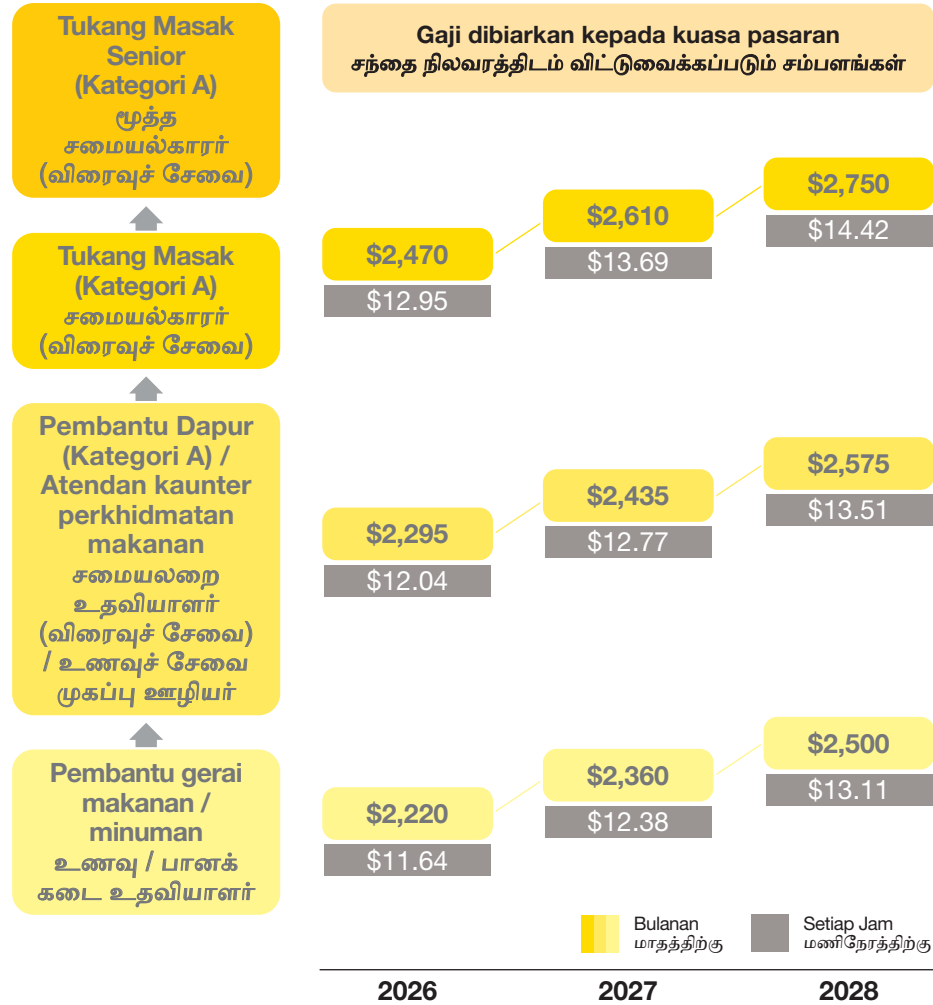 Tukang Masak
Senior
(Kategori A)
மூத்த
சமையல்காரர்
(விரைவுச் சேவை)
Gaji dibiarkan kepada kuasa pasaran
சந்தை நிலவரத்திடம் விட்டுவைக்கப்படும் சம்பளங்கள்
Tukang Masak
(Kategori A)
சமையல்காரர்
(விரைவுச் சேவை)
$2,470
$12.95
$2,610
$13.69
$2,750
$14.42
Pembantu Dapur
(Kategori A) /
Atendan kaunter
perkhidmatan
makanan
சமையலறை
உதவியாளர்
(விரைவுச் சேவை)
/ உணவுச் சேவை
முகப்பு ஊழியர்
$2,295
$12.04
$2,435
$12.77
$2,575
$13.51
Pembantu gerai
makanan /
minuman
உணவு / பானக்
கடை உதவியாளர்
$2,220
$11.64
$2,360
$12.38
$2,500
$13.11
Bulanan
மாதத்திற்கு
Setiap Jam
மணிநேரத்திற்கு
2026
2027
2028